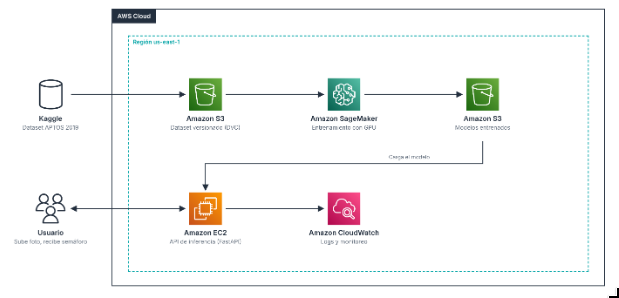 AWS Cloud
Región us-east-1
Kaggle
Dataset APTOS 2019
Amazon S3
Dataset versionado (DVC)
Amazon SageMaker
Entrenamiento con GPU
Amazon S3
Modelos entrenados
Carga el modelo
Usuario
Sube foto, recibe semáforo
Amazon EC2
API de inferencia (FastAPI)
Amazon CloudWatch
Logs y monitoreo